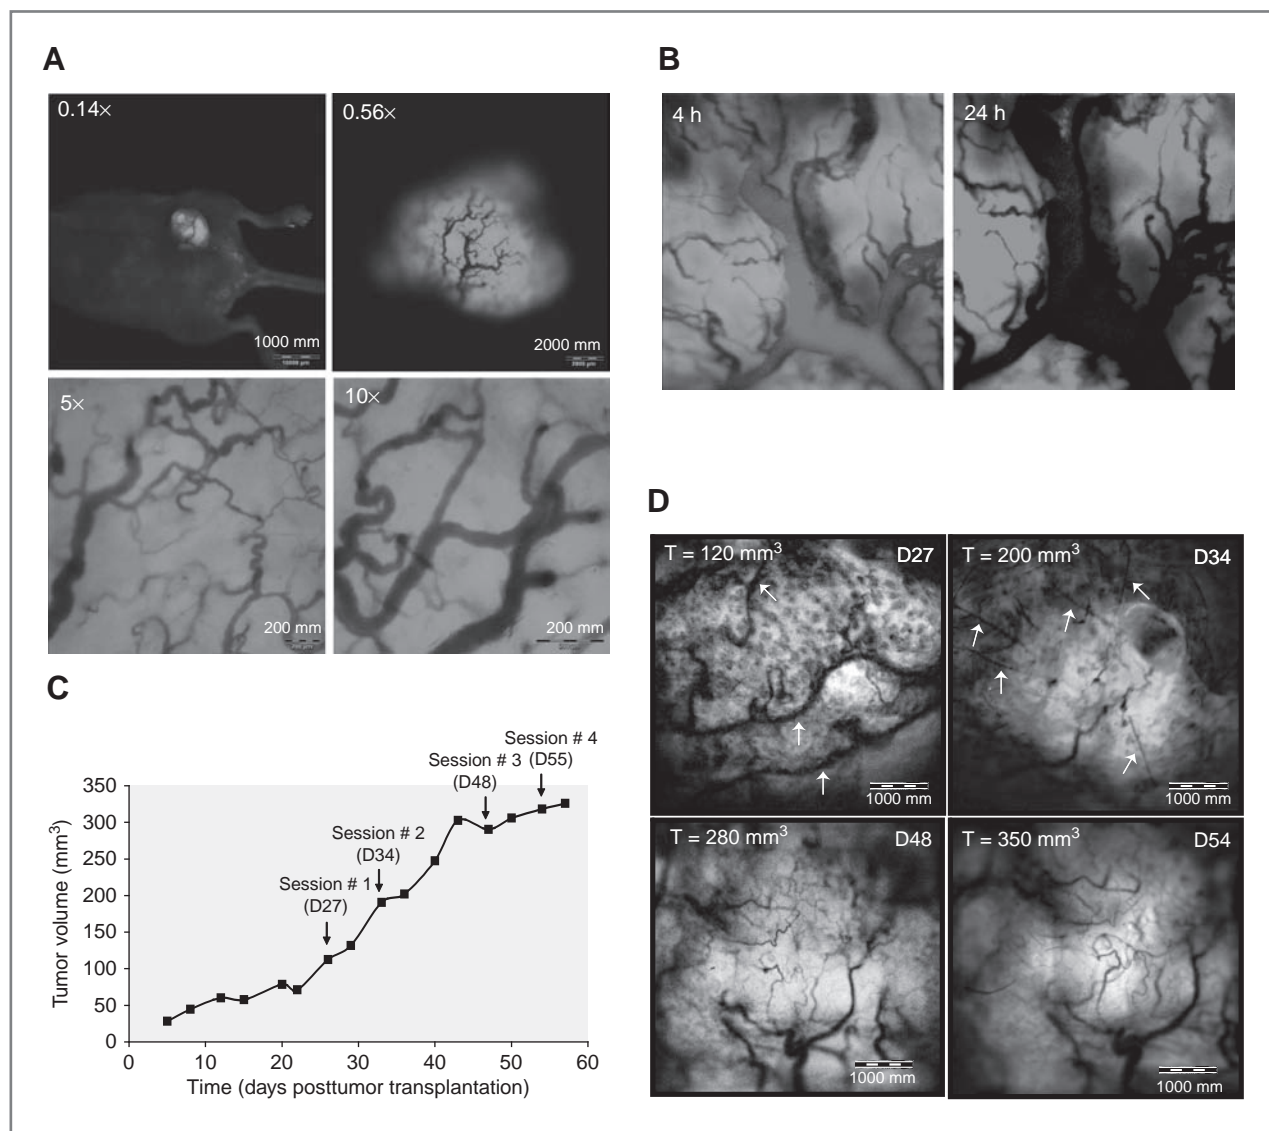 A
0.14×
1000 mm
0.56×
2000 mm
5×
200 mm
10×
200 mm
B
4 h
24 h
C
Session # 4
(D55)
Session # 3
(D48)
Session # 2
(D34)
Session # 1
(D27)
350
300
250
200
150
100
50
0
Tumor volume (mm³)
0 10 20 30 40 50 60
Time (days posttumor transplantation)
D
T = 120 mm³ D27
1000 mm
T = 200 mm³ D34
1000 mm
T = 280 mm³ D48
1000 mm
T = 350 mm³ D54
1000 mm